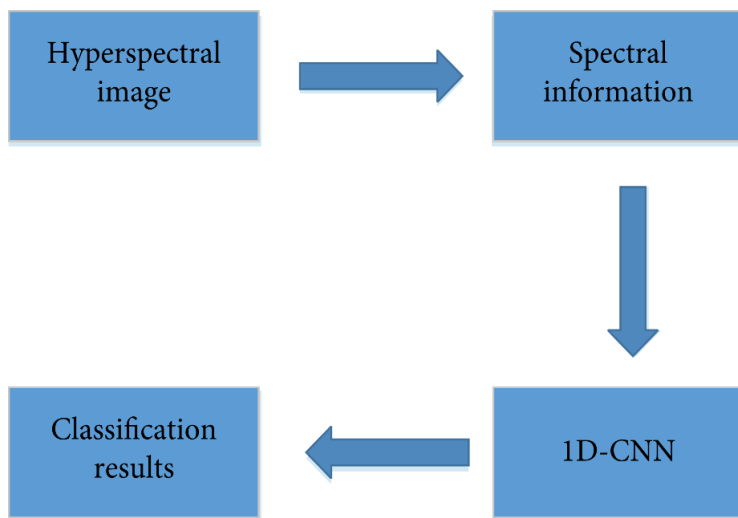 Hyperspectral
image
Spectral
information
1D-CNN
Classification
results